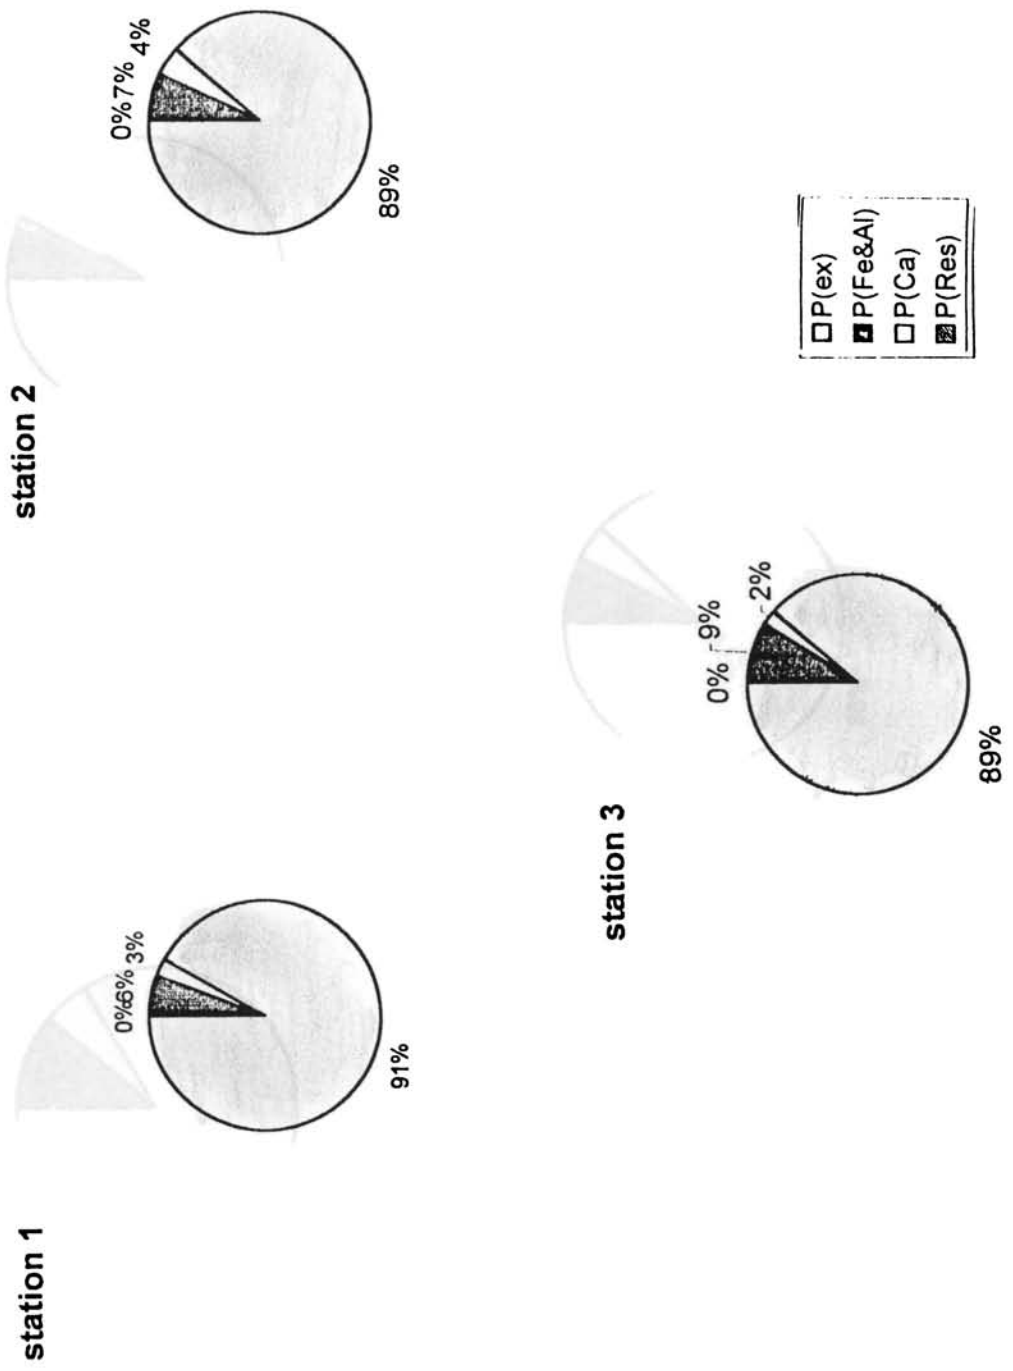 station 1
0%6% 3%
91%
station 2
0%7% 4%
89%
station 3
0% 9% 2%
89%
P(ex)
P(Fe&Al)
P(Ca)
P(Res)